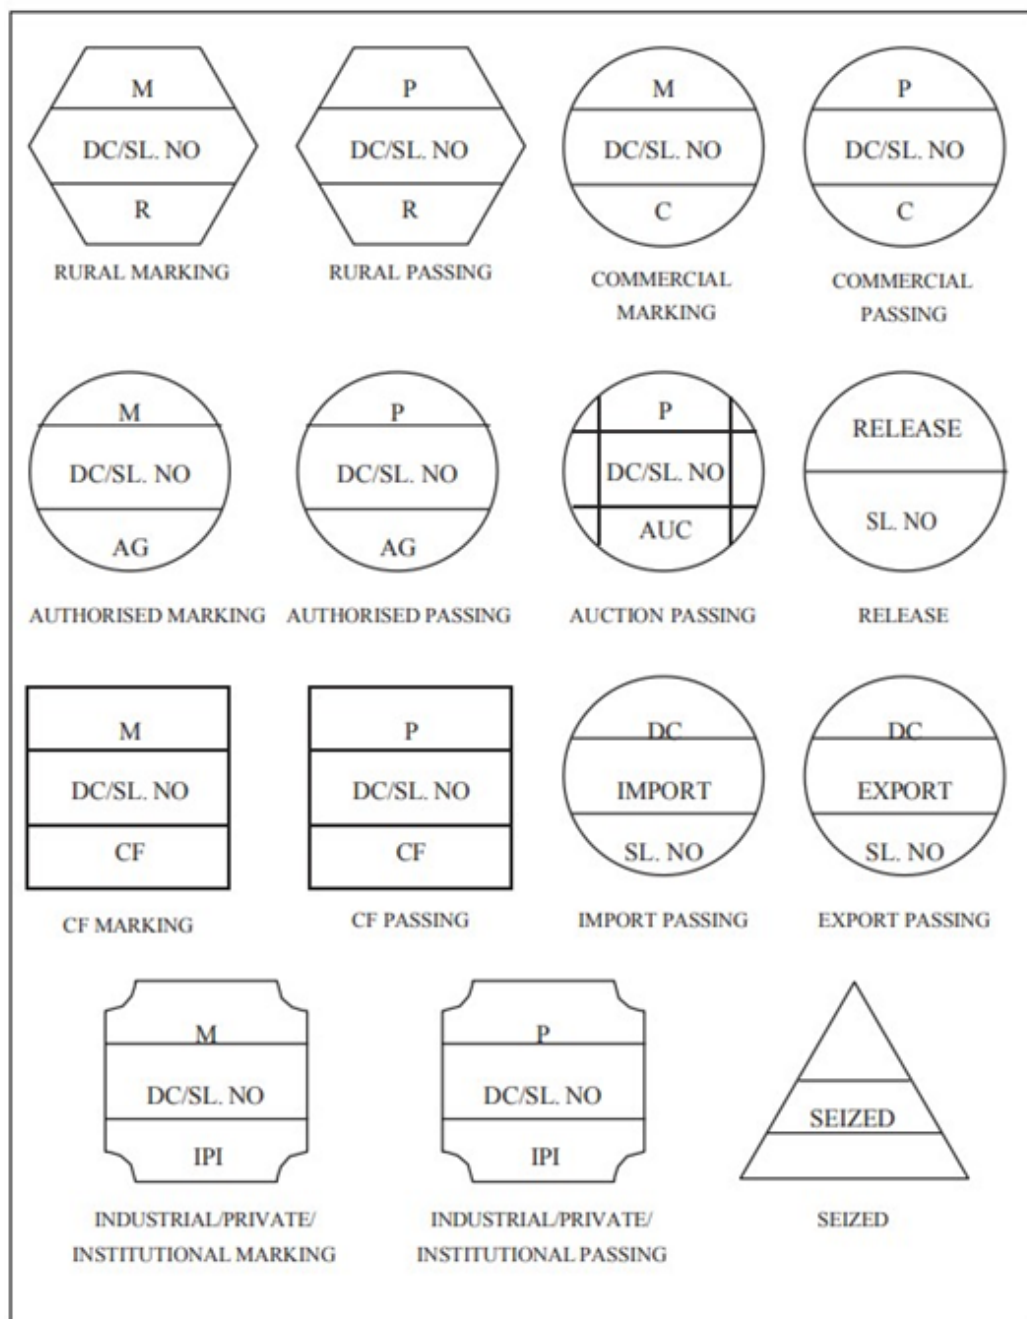 M
DC/SL. NO
R
RURAL MARKING
P
DC/SL. NO
R
RURAL PASSING
M
DC/SL. NO
C
COMMERCIAL
MARKING
P
DC/SL. NO
C
COMMERCIAL
PASSING
M
DC/SL. NO
AG
AUTHORISED MARKING
P
DC/SL. NO
AG
AUTHORISED PASSING
P
DC/SL. NO
AUC
AUCTION PASSING
RELEASE
SL. NO
RELEASE
M
DC/SL. NO
CF
CF MARKING
P
DC/SL. NO
CF
CF PASSING
DC
IMPORT
SL. NO
IMPORT PASSING
DC
EXPORT
SL. NO
EXPORT PASSING
M
DC/SL. NO
IPI
INDUSTRIAL/PRIVATE/
INSTITUTIONAL MARKING
P
DC/SL. NO
IPI
INDUSTRIAL/PRIVATE/
INSTITUTIONAL PASSING
SEIZED
SEIZED